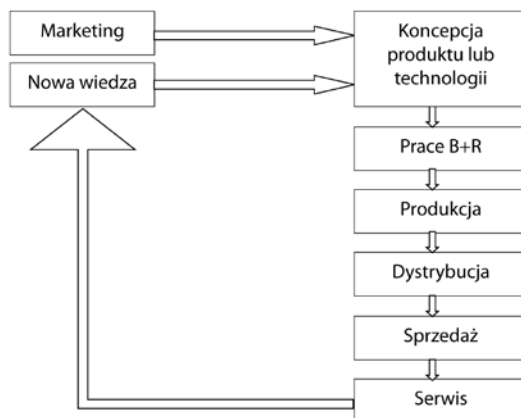 Marketing
Nowa wiedza
Koncepcja
produktu lub
technologii
Prace B+R
Produkcja
Dystrybucja
Sprzedaż
Serwis